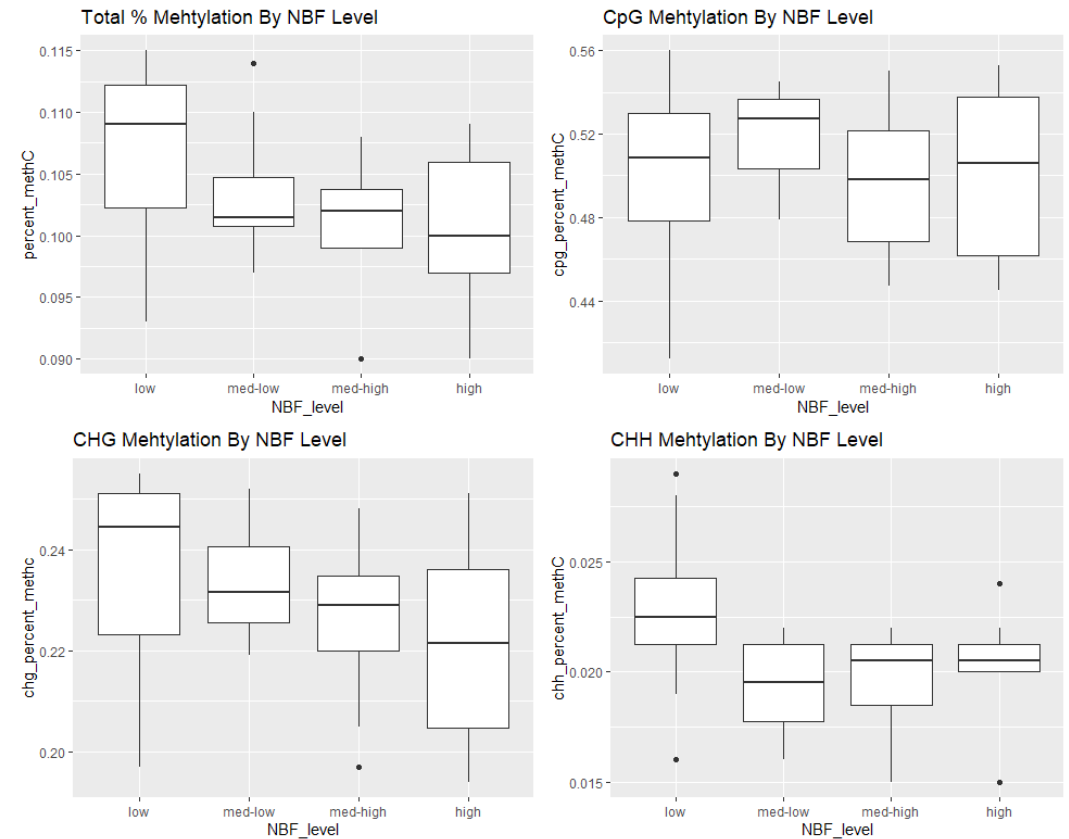 Total % Mehtylation By NBF Level
percent_methC
0.115
0.110
0.105
0.100
0.095
0.090
low med-low med-high high
NBF_level
CpG Mehtylation By NBF Level
cpg_percent_methC
0.56
0.52
0.48
0.44
low med-low med-high high
NBF_level
CHG Mehtylation By NBF Level
chg_percent_methc
0.24
0.22
0.20
low med-low med-high high
NBF_level
CHH Mehtylation By NBF Level
chh_percent_methC
0.025
0.020
0.015
low med-low med-high high
NBF_level